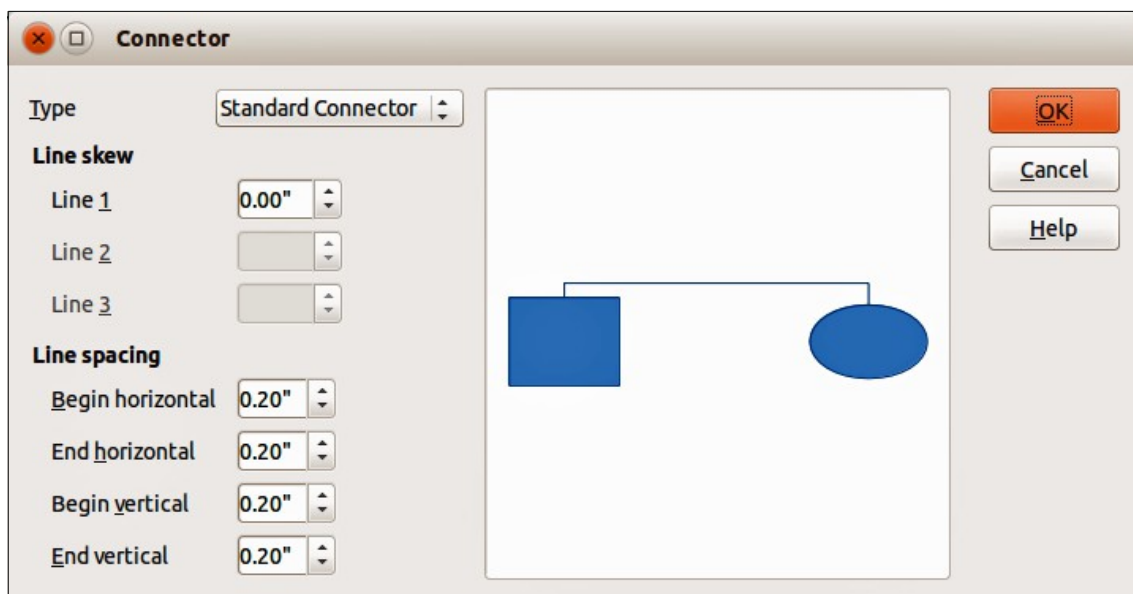 Connector
Type Standard Connector
Line skew
Line 1 0.00"
Line 2
Line 3
Line spacing
Begin horizontal 0.20"
End horizontal 0.20"
Begin vertical 0.20"
End vertical 0.20"
OK
Cancel
Help